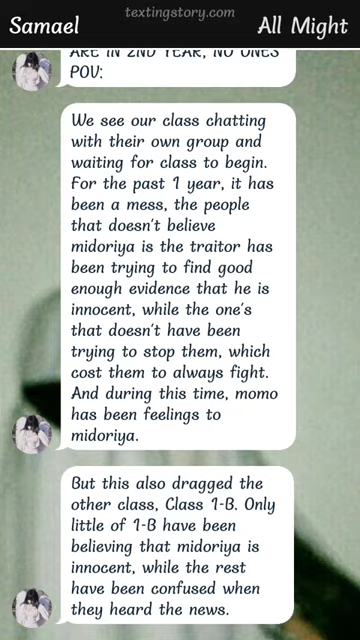 textingstory.com
Samael
All Might
ARE IN 2ND YEAR, NO ONES
POV:
We see our class chatting
with their own group and
waiting for class to begin.
For the past 1 year, it has
been a mess, the people
that doesn't believe
midoriya is the traitor has
been trying to find good
enough evidence that he is
innocent, while the one's
that doesn't have been
trying to stop them, which
cost them to always fight.
And during this time, momo
has been feelings to
midoriya.
But this also dragged the
other class, Class 1-B. Only
little of 1-B have been
believing that midoriya is
innocent, while the rest
have been confused when
they heard the news.